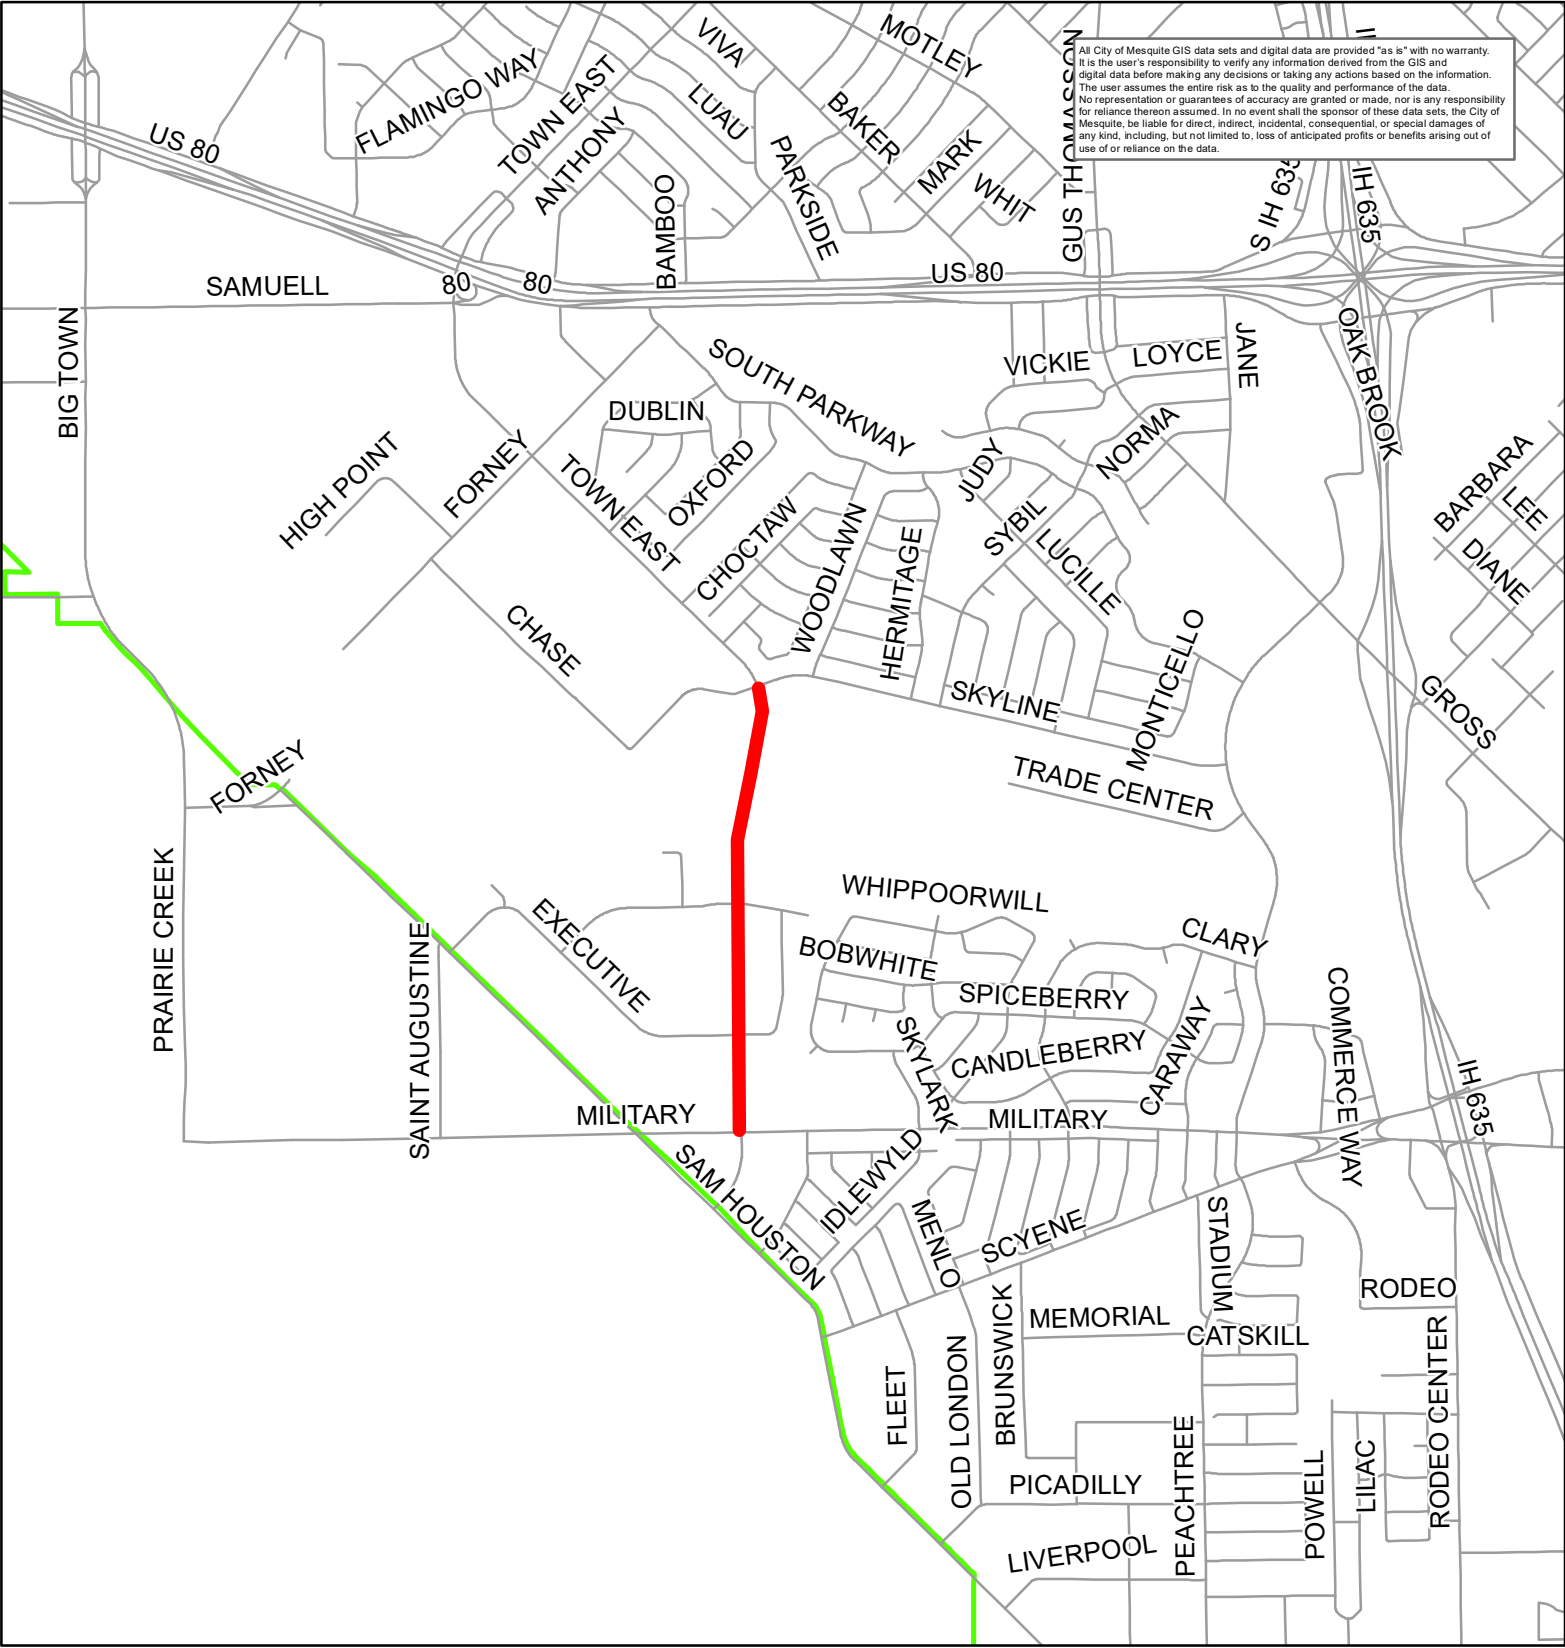 All City of Mesquite GIS data sets and digital data are provided "as is" with no warranty.
It is the user's responsibility to verify any information derived from the GIS and
digital data before making any decisions or taking any actions based on the information.
The user assumes the entire risk as to the quality and performance of the data.
No representation or guarantees of accuracy are granted or made, nor is any responsibility
for reliance thereon assumed. In no event shall the sponsor of these data sets, the City of
Mesquite, be liable for direct, indirect, incidental, consequential, or special damages of
any kind, including, but not limited to, loss of anticipated profits or benefits arising out of
use of or reliance on the data.
VIVA
MOTLEY
GUS THOMASSON
FLAMINGO WAY
TOWN EAST
LUAU
BAKER
US 80
ANTHONY
PARKSIDE
MARK
WHIT
BAMBOO
S IH 635
IH 635
SAMUELL
80
80
US 80
BIG TOWN
SOUTH PARKWAY
VICKIE
LOYCE
JANE
OAK BROOK
DUBLIN
HIGH POINT
FORNEY
TOWN EAST
OXFORD
JUDY
NORMA
BARBARA
LEE
DIANE
CHOCTAW
WOODLAWN
HERMITAGE
SYBIL
LUCILLE
CHASE
MONTICELLO
SKYLINE
GROSS
FORNEY
TRADE CENTER
PRAIRIE CREEK
SAINT AUGUSTINE
EXECUTIVE
WHIPPOORWILL
BOBWHITE
CLARY
SPICEBERRY
COMMERCE WAY
SKYLARK
CANDLEBERRY
CARAWAY
IH 635
MILITARY
MILITARY
SAM HOUSTON
IDLEWYLD
MENLO
SCYENE
STADIUM
BRUNSWICK
MEMORIAL
RODEO
CATSKILL
FLEET
OLD LONDON
PEACHTREE
RODEO CENTER
PICADILLY
POWELL
LILAC
LIVERPOOL